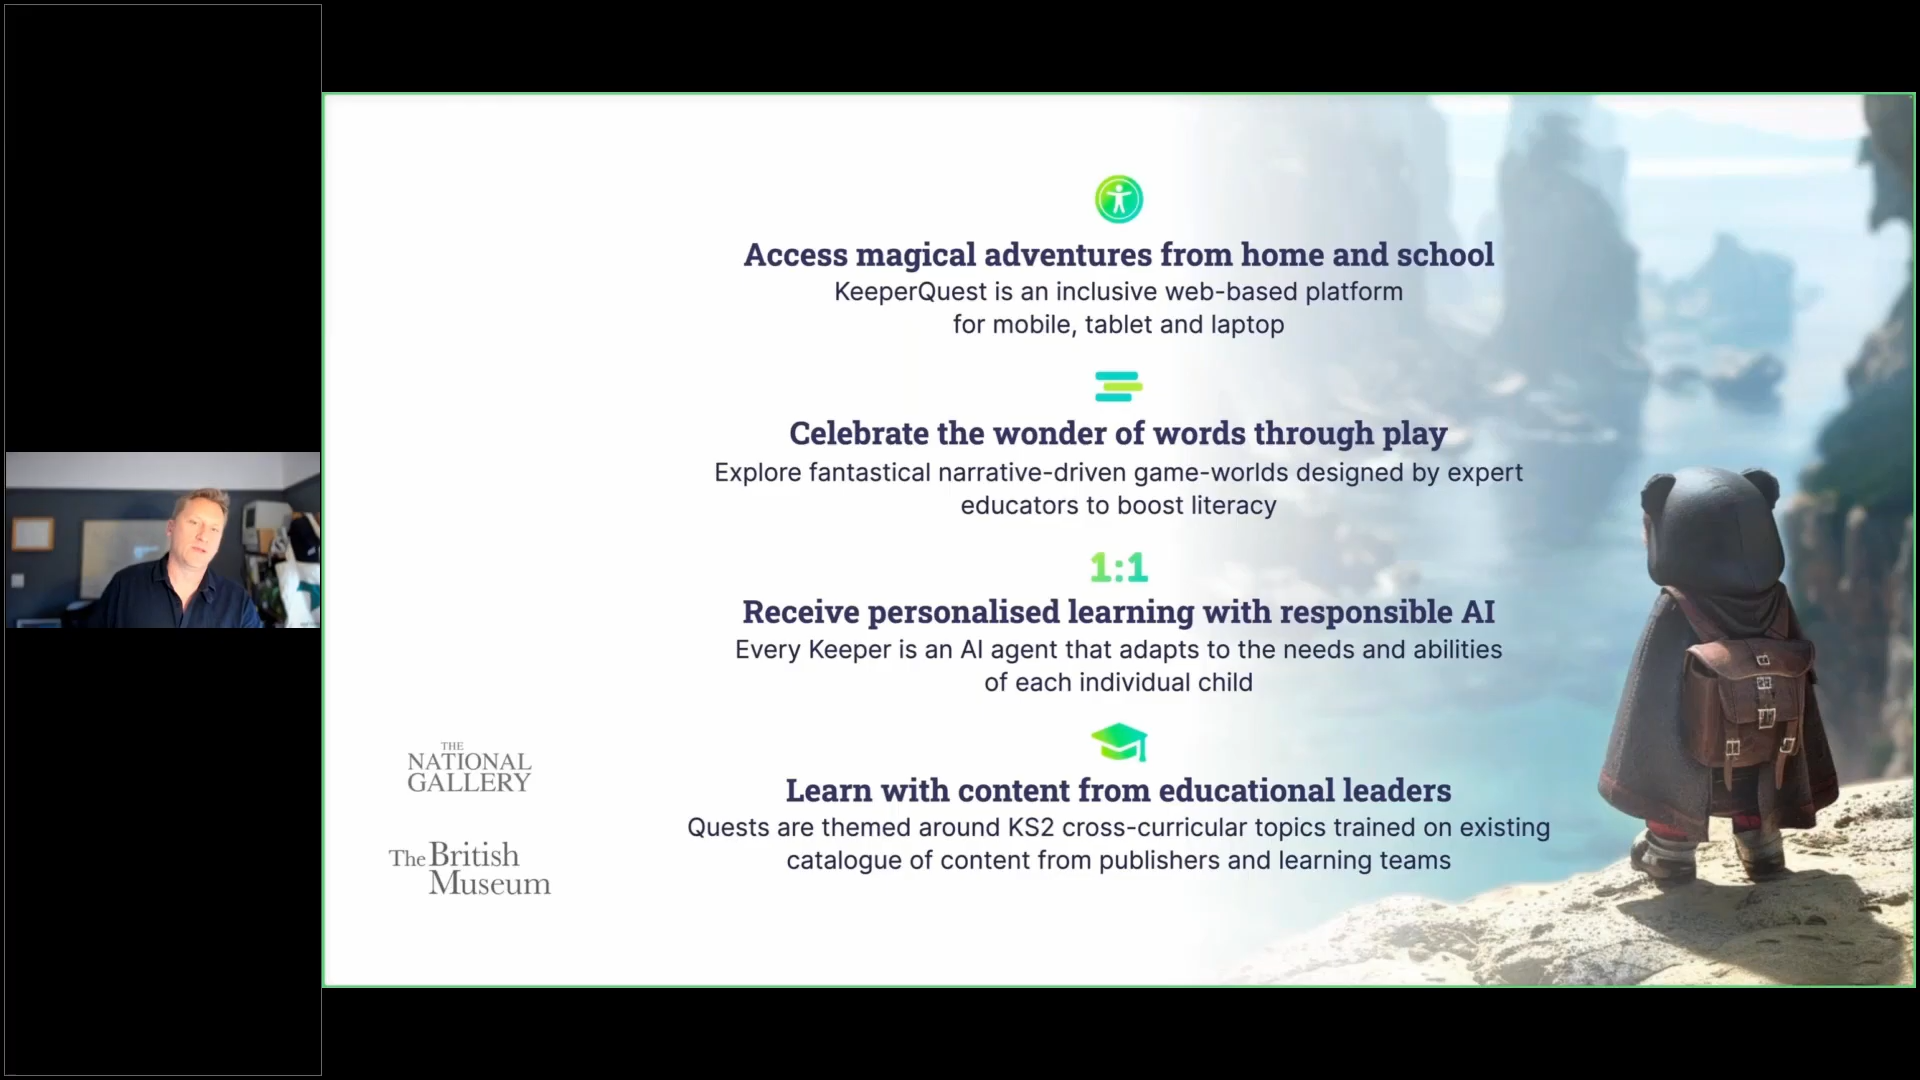 Access magical adventures from home and school
KeeperQuest is an inclusive web-based platform
for mobile, tablet and laptop
Celebrate the wonder of words through play
Explore fantastical narrative-driven game-worlds designed by expert
educators to boost literacy
1:1
Receive personalised learning with responsible AI
Every Keeper is an AI agent that adapts to the needs and abilities
of each individual child
Learn with content from educational leaders
Quests are themed around KS2 cross-curricular topics trained on existing
catalogue of content from publishers and learning teams
THE
NATIONAL
GALLERY
The British
Museum